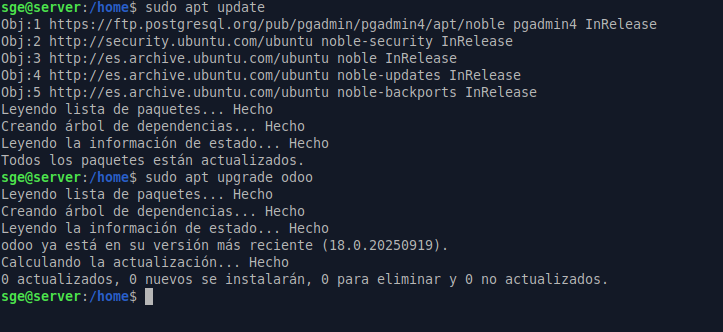 sge@server:/home$ sudo apt update
Obj:1 https://ftp.postgresql.org/pub/pgadmin/pgadmin4/apt/noble pgadmin4 InRelease
Obj:2 http://security.ubuntu.com/ubuntu noble-security InRelease
Obj:3 http://es.archive.ubuntu.com/ubuntu noble InRelease
Obj:4 http://es.archive.ubuntu.com/ubuntu noble-updates InRelease
Obj:5 http://es.archive.ubuntu.com/ubuntu noble-backports InRelease
Leyendo lista de paquetes... Hecho
Creando árbol de dependencias... Hecho
Leyendo la información de estado... Hecho
Todos los paquetes están actualizados.
sge@server:/home$ sudo apt upgrade odoo
Leyendo lista de paquetes... Hecho
Creando árbol de dependencias... Hecho
Leyendo la información de estado... Hecho
odoo ya está en su versión más reciente (18.0.20250919).
Calculando la actualización... Hecho
0 actualizados, 0 nuevos se instalarán, 0 para eliminar y 0 no actualizados.
sge@server:/home$